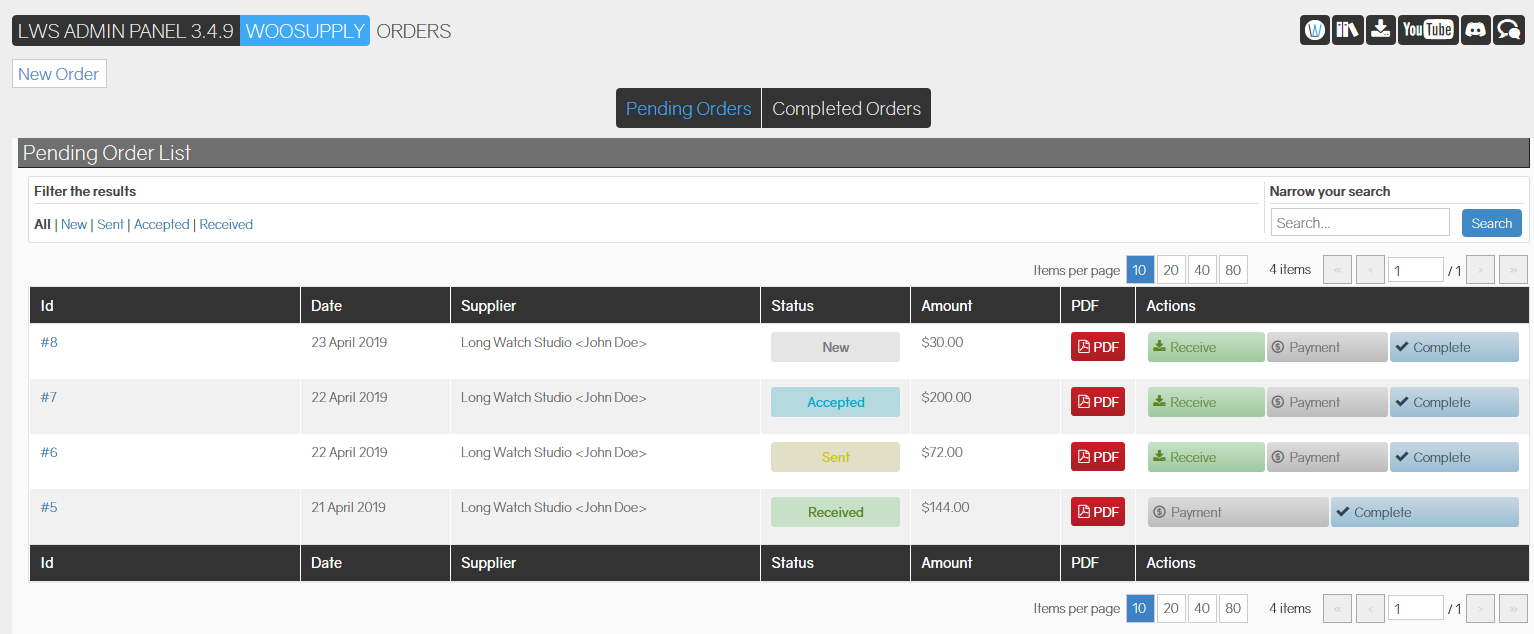 LWS ADMIN PANEL 3.4.9 WOOSUPPLY ORDERS
W YouTube
New Order
Pending Orders Completed Orders
Pending Order List
Filter the results Narrow your search
All | New | Sent | Accepted | Received Search... Search
Items per page 10 20 40 80 4 items « < 1 / 1 > »
Id Date Supplier Status Amount PDF Actions
#8 23 April 2019 Long Watch Studio <John Doe> New $30.00 PDF Receive Payment Complete
#7 22 April 2019 Long Watch Studio <John Doe> Accepted $200.00 PDF Receive Payment Complete
#6 22 April 2019 Long Watch Studio <John Doe> Sent $72.00 PDF Receive Payment Complete
#5 21 April 2019 Long Watch Studio <John Doe> Received $144.00 PDF Payment Complete
Id Date Supplier Status Amount PDF Actions
Items per page 10 20 40 80 4 items « < 1 / 1 > »